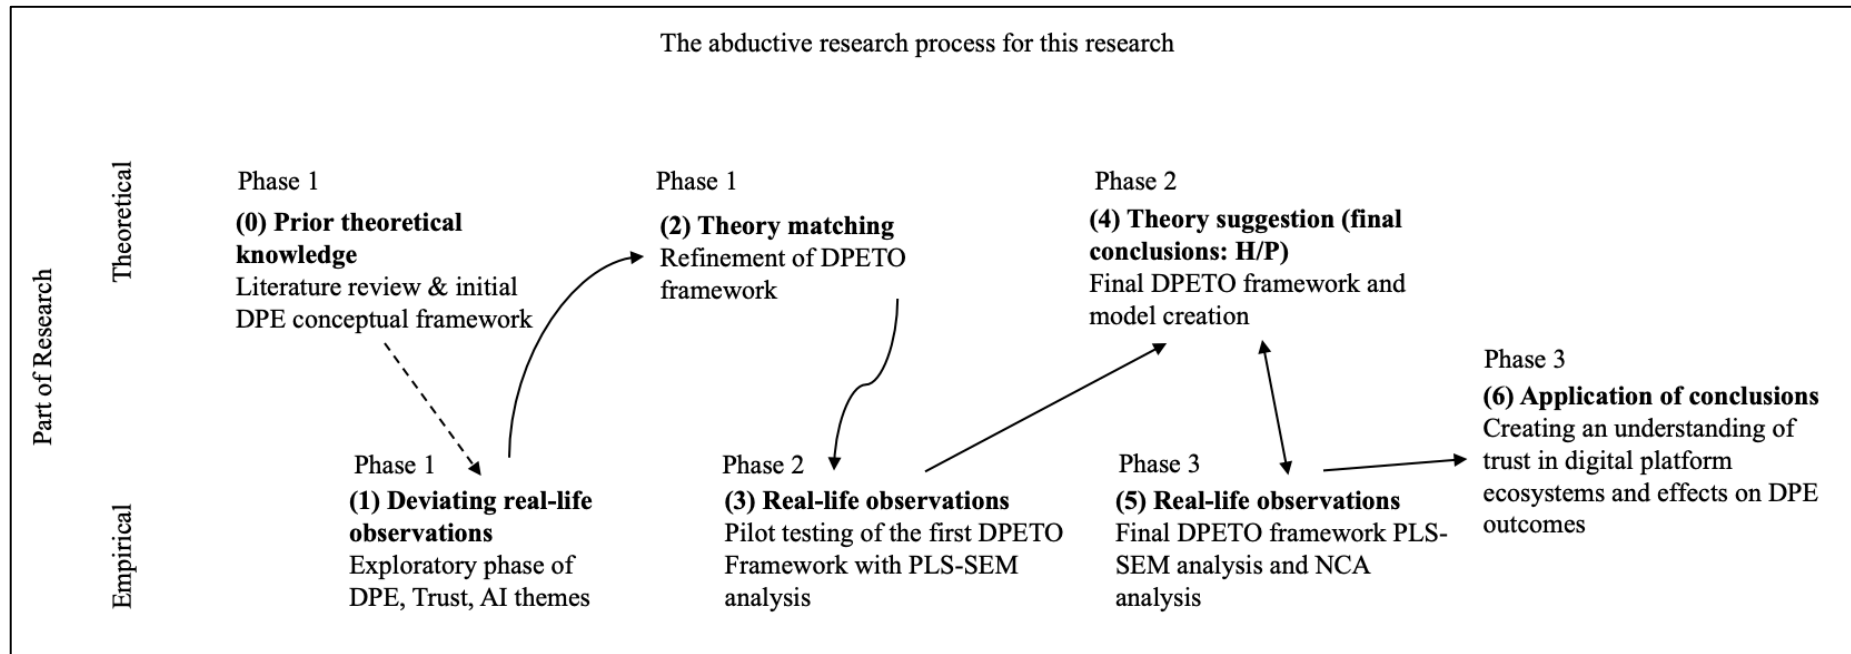 The abductive research process for this research
Part of Research
Theoretical
Empirical
Phase 1
(0) Prior theoretical
knowledge
Literature review & initial
DPE conceptual framework
Phase 1
(1) Deviating real-life
observations
Exploratory phase of
DPE, Trust, AI themes
Phase 1
(2) Theory matching
Refinement of DPETO
framework
Phase 2
(3) Real-life observations
Pilot testing of the first DPETO
Framework with PLS-SEM
analysis
Phase 2
(4) Theory suggestion (final
conclusions: H/P)
Final DPETO framework and
model creation
Phase 3
(5) Real-life observations
Final DPETO framework PLS-
SEM analysis and NCA
analysis
Phase 3
(6) Application of conclusions
Creating an understanding of
trust in digital platform
ecosystems and effects on DPE
outcomes